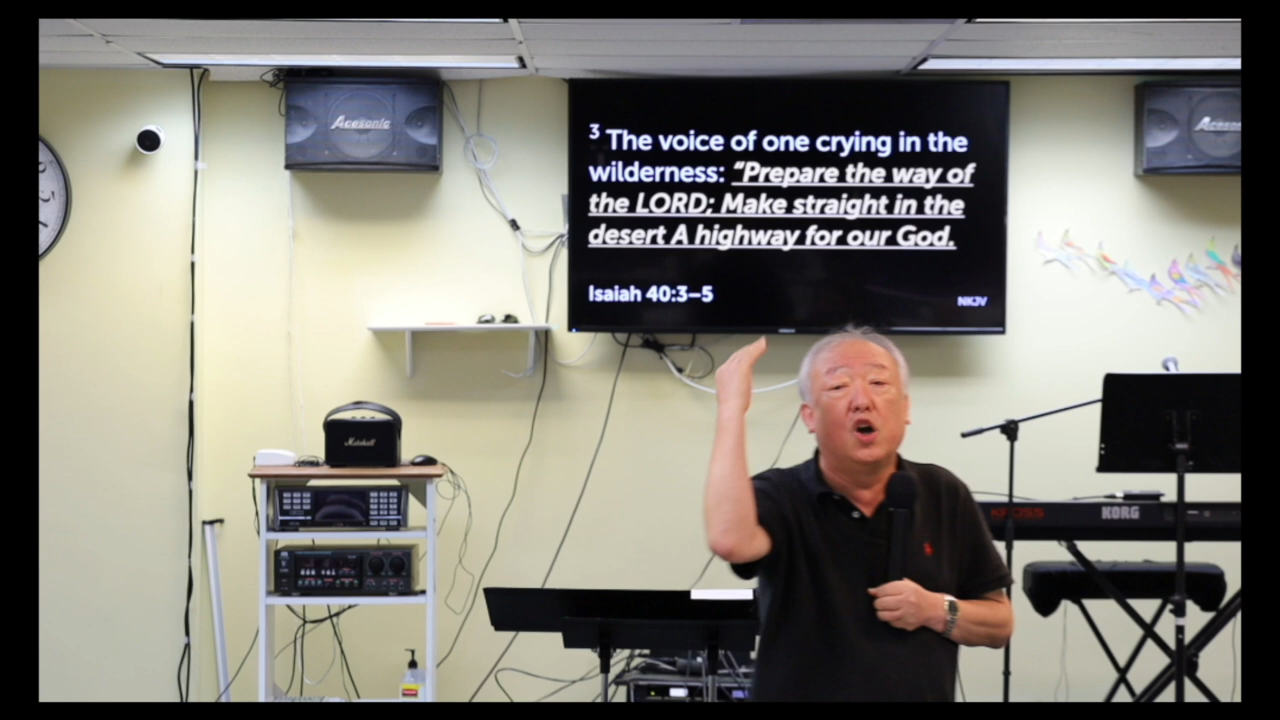 Acesonic
3 The voice of one crying in the
wilderness: “Prepare the way of
the LORD; Make straight in the
desert A highway for our God.
Isaiah 40:3–5
NKJV
Marshall
KROSS
KORG